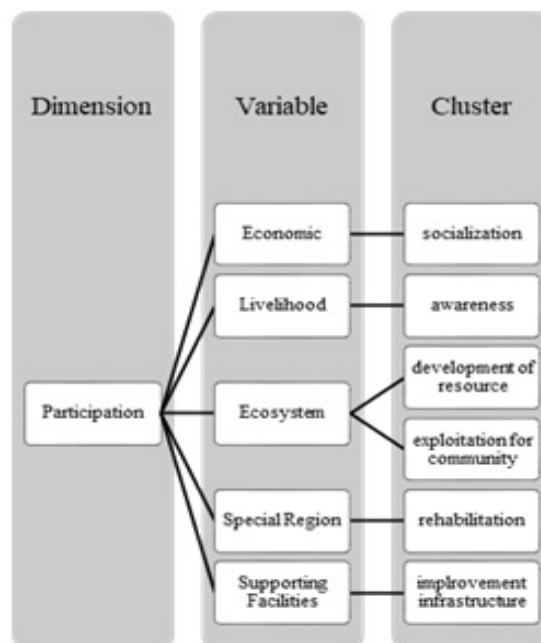 Dimension
Variable
Cluster
Participation
Economic
Livelihood
Ecosystem
Special Region
Supporting
Facilities
socialization
awareness
development of
resource
exploitation for
community
rehabilitation
implrovement
infrastructure